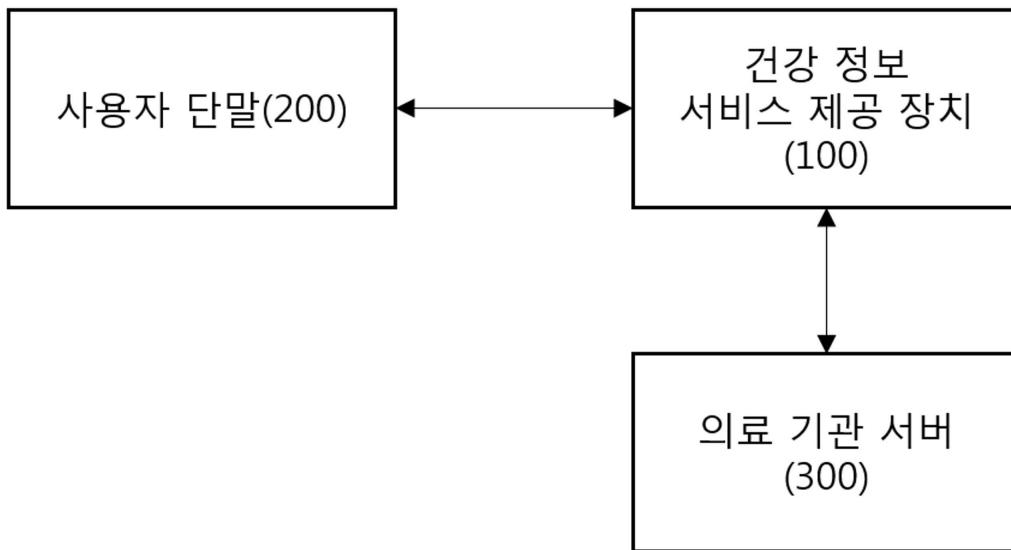 사용자 단말(200)
건강 정보
서비스 제공 장치
(100)
의료 기관 서버
(300)